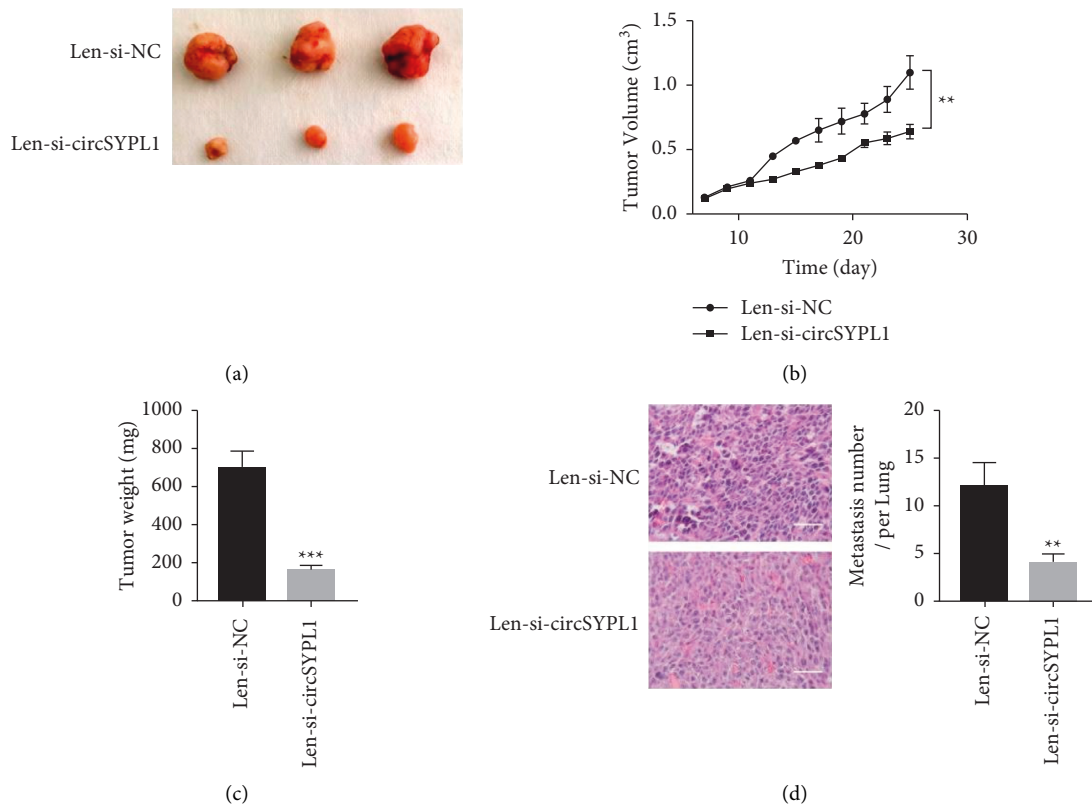 Len-si-NC
Len-si-circSYPL1
(a)
Tumor Volume (cm³)
1.5
1.0
0.5
0.0
**
10
20
30
Time (day)
Len-si-NC
Len-si-circSYPL1
(b)
Tumor weight (mg)
1000
800
600
400
200
0
***
Len-si-NC
Len-si-circSYPL1
(c)
Len-si-NC
Len-si-circSYPL1
Metastasis number
/ per Lung
20
15
10
5
0
**
Len-si-NC
Len-si-circSYPL1
(d)